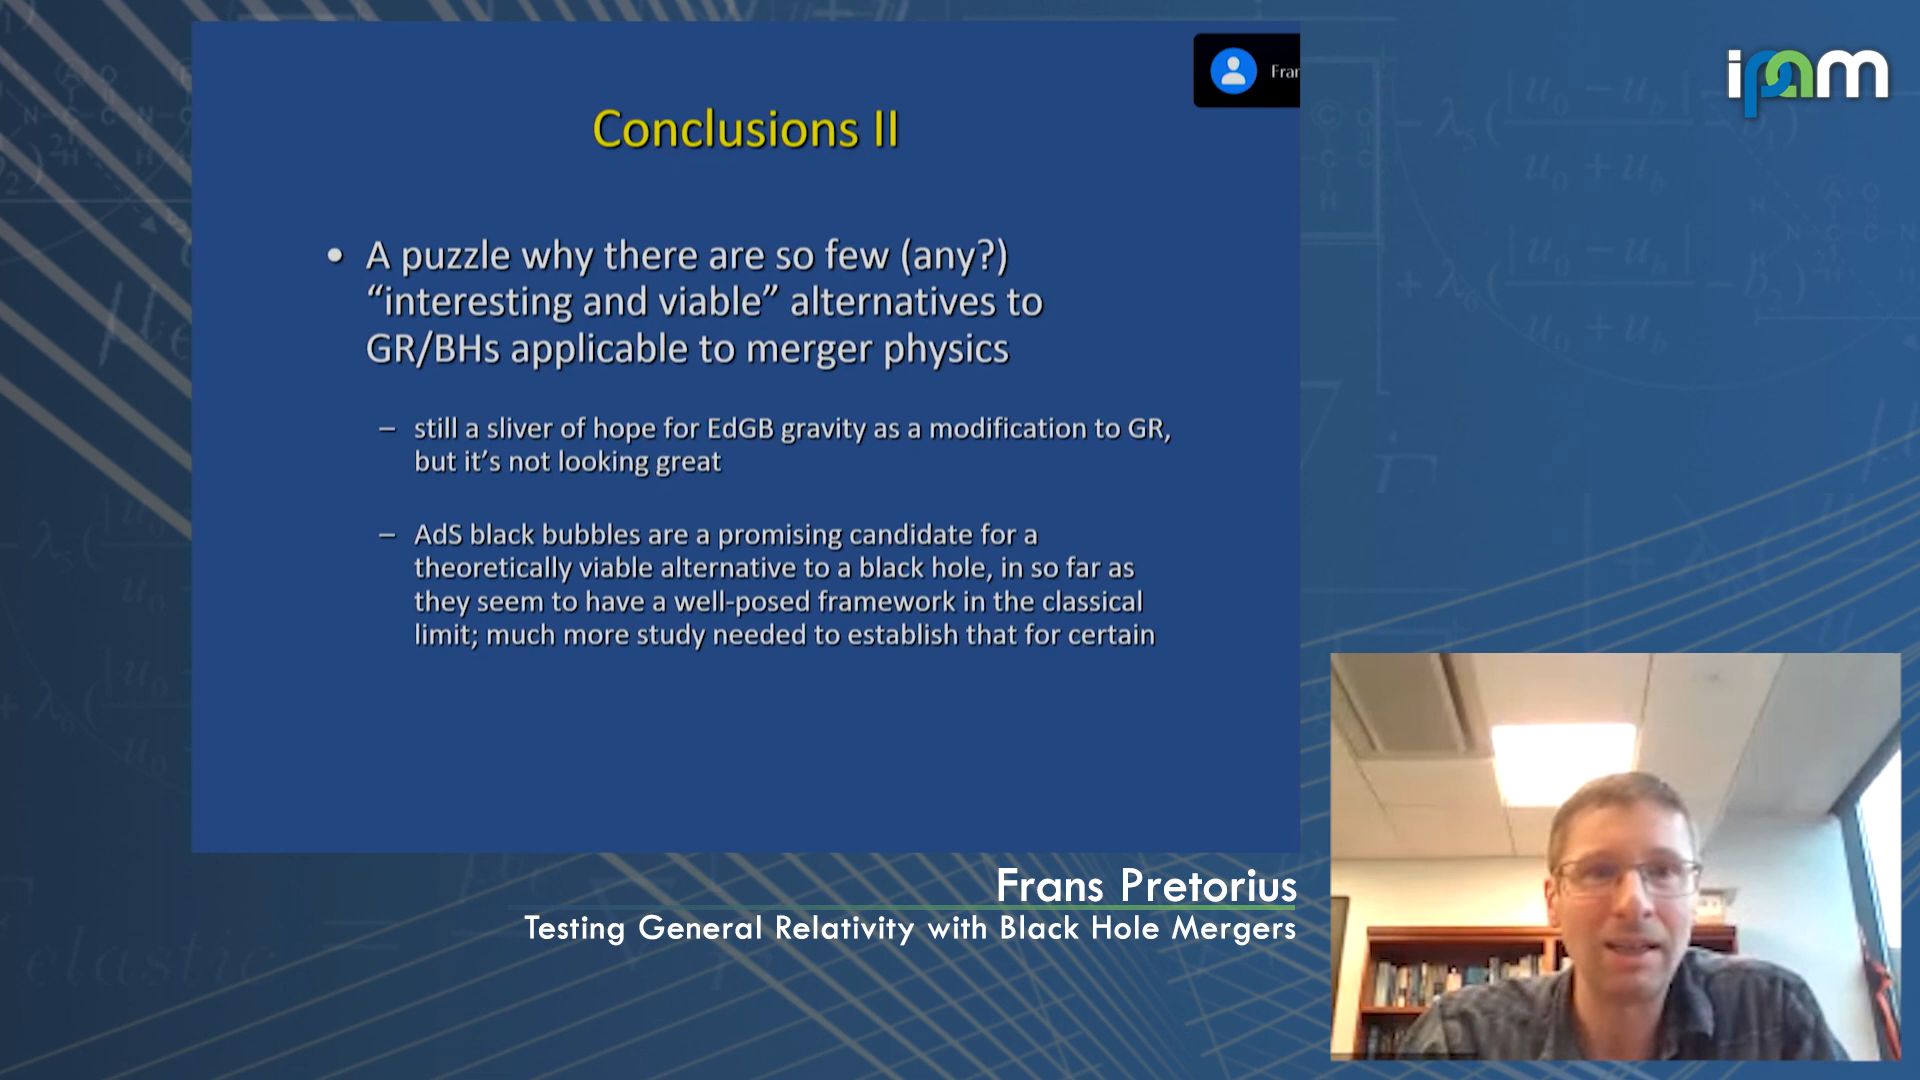 Fran
ipam
Conclusions II
• A puzzle why there are so few (any?)
“interesting and viable” alternatives to
GR/BHs applicable to merger physics
– still a sliver of hope for EdGB gravity as a modification to GR,
but it’s not looking great
– AdS black bubbles are a promising candidate for a
theoretically viable alternative to a black hole, in so far as
they seem to have a well-posed framework in the classical
limit; much more study needed to establish that for certain
Frans Pretorius
Testing General Relativity with Black Hole Mergers
elastic